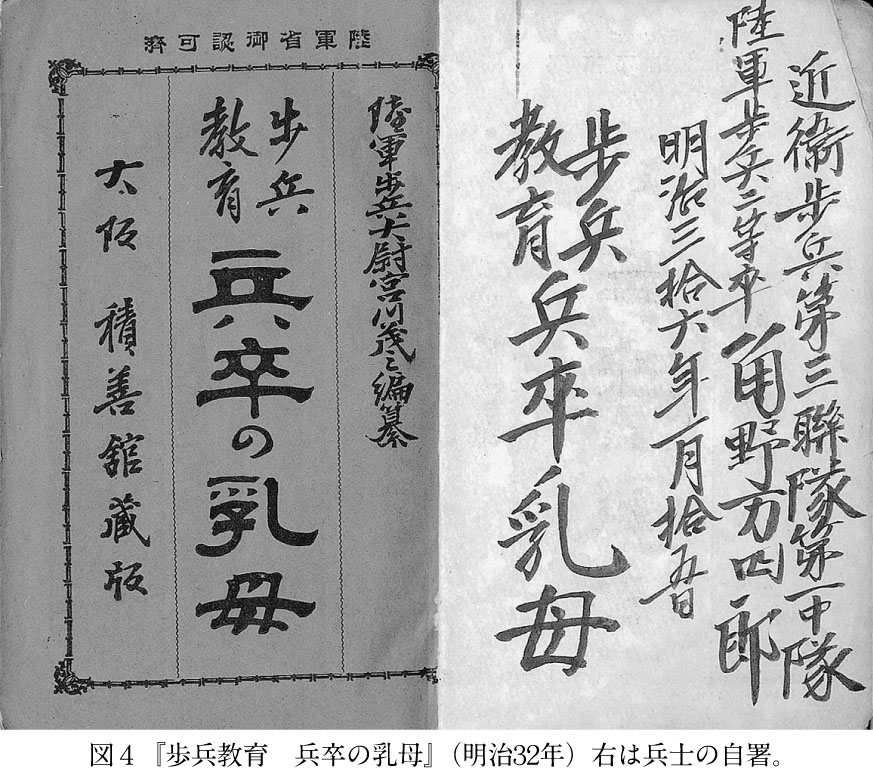 近衞歩兵第三聯隊第一中隊
陸軍歩兵二等卒 角野方四郎
明治三拾六年一月拾五日
歩兵
教育
兵卒乳母
陸軍省御認可濟
陸軍歩兵大尉宮川茂之編纂
歩兵
教育
兵卒の乳母
大阪 積善舘藏版
図4『歩兵教育　兵卒の乳母』（明治32年）右は兵士の自署。